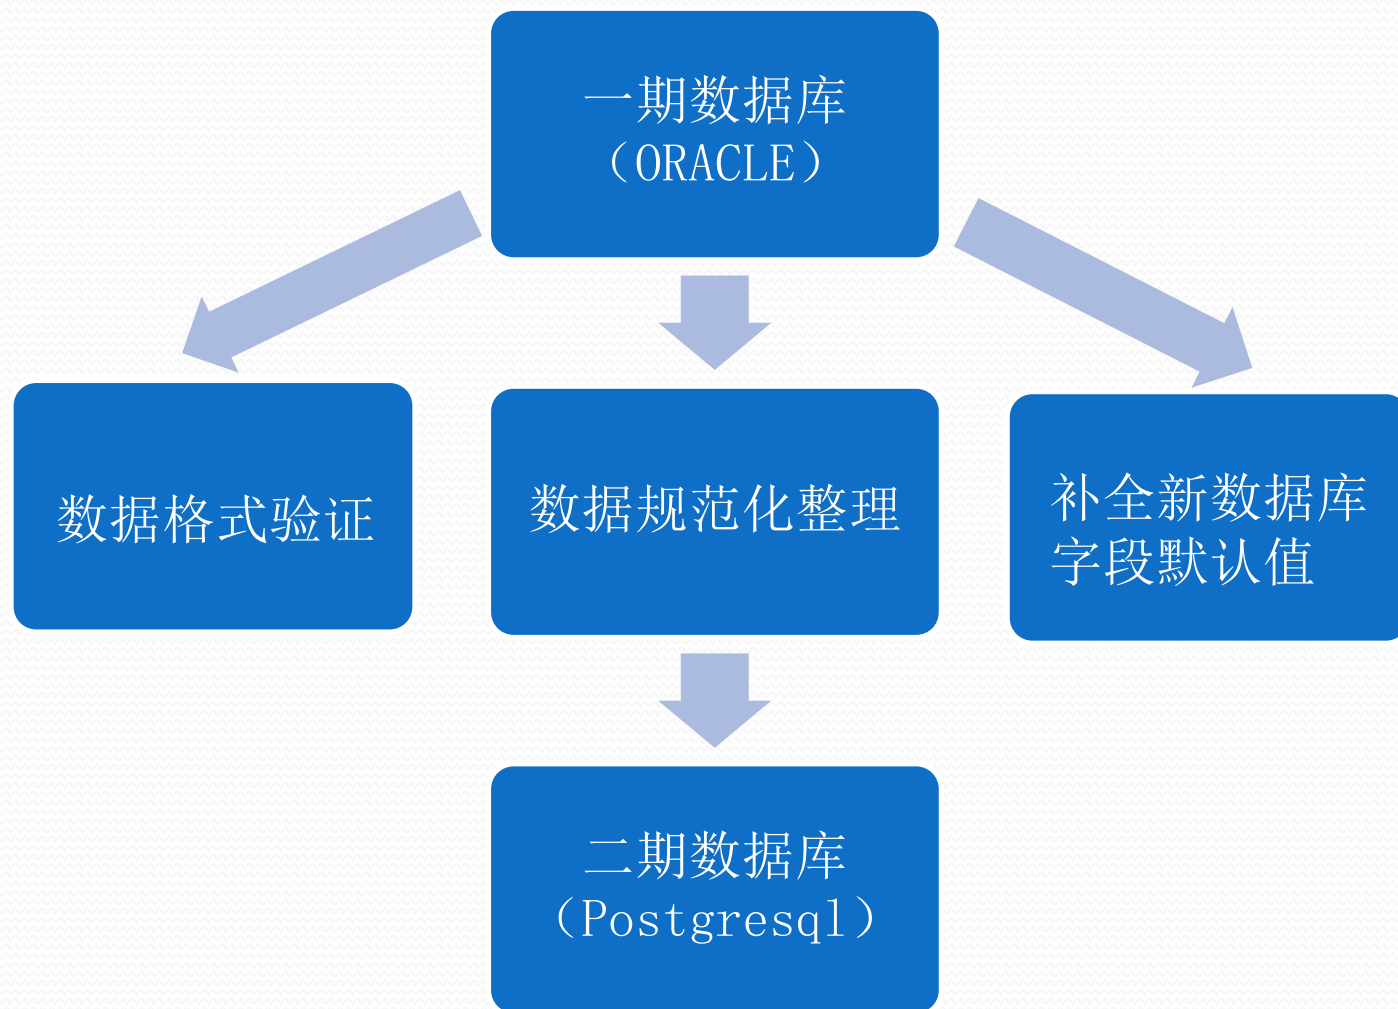 一期数据库
（ORACLE）
数据格式验证
数据规范化整理
补全新数据库
字段默认值
二期数据库
（Postgresql）